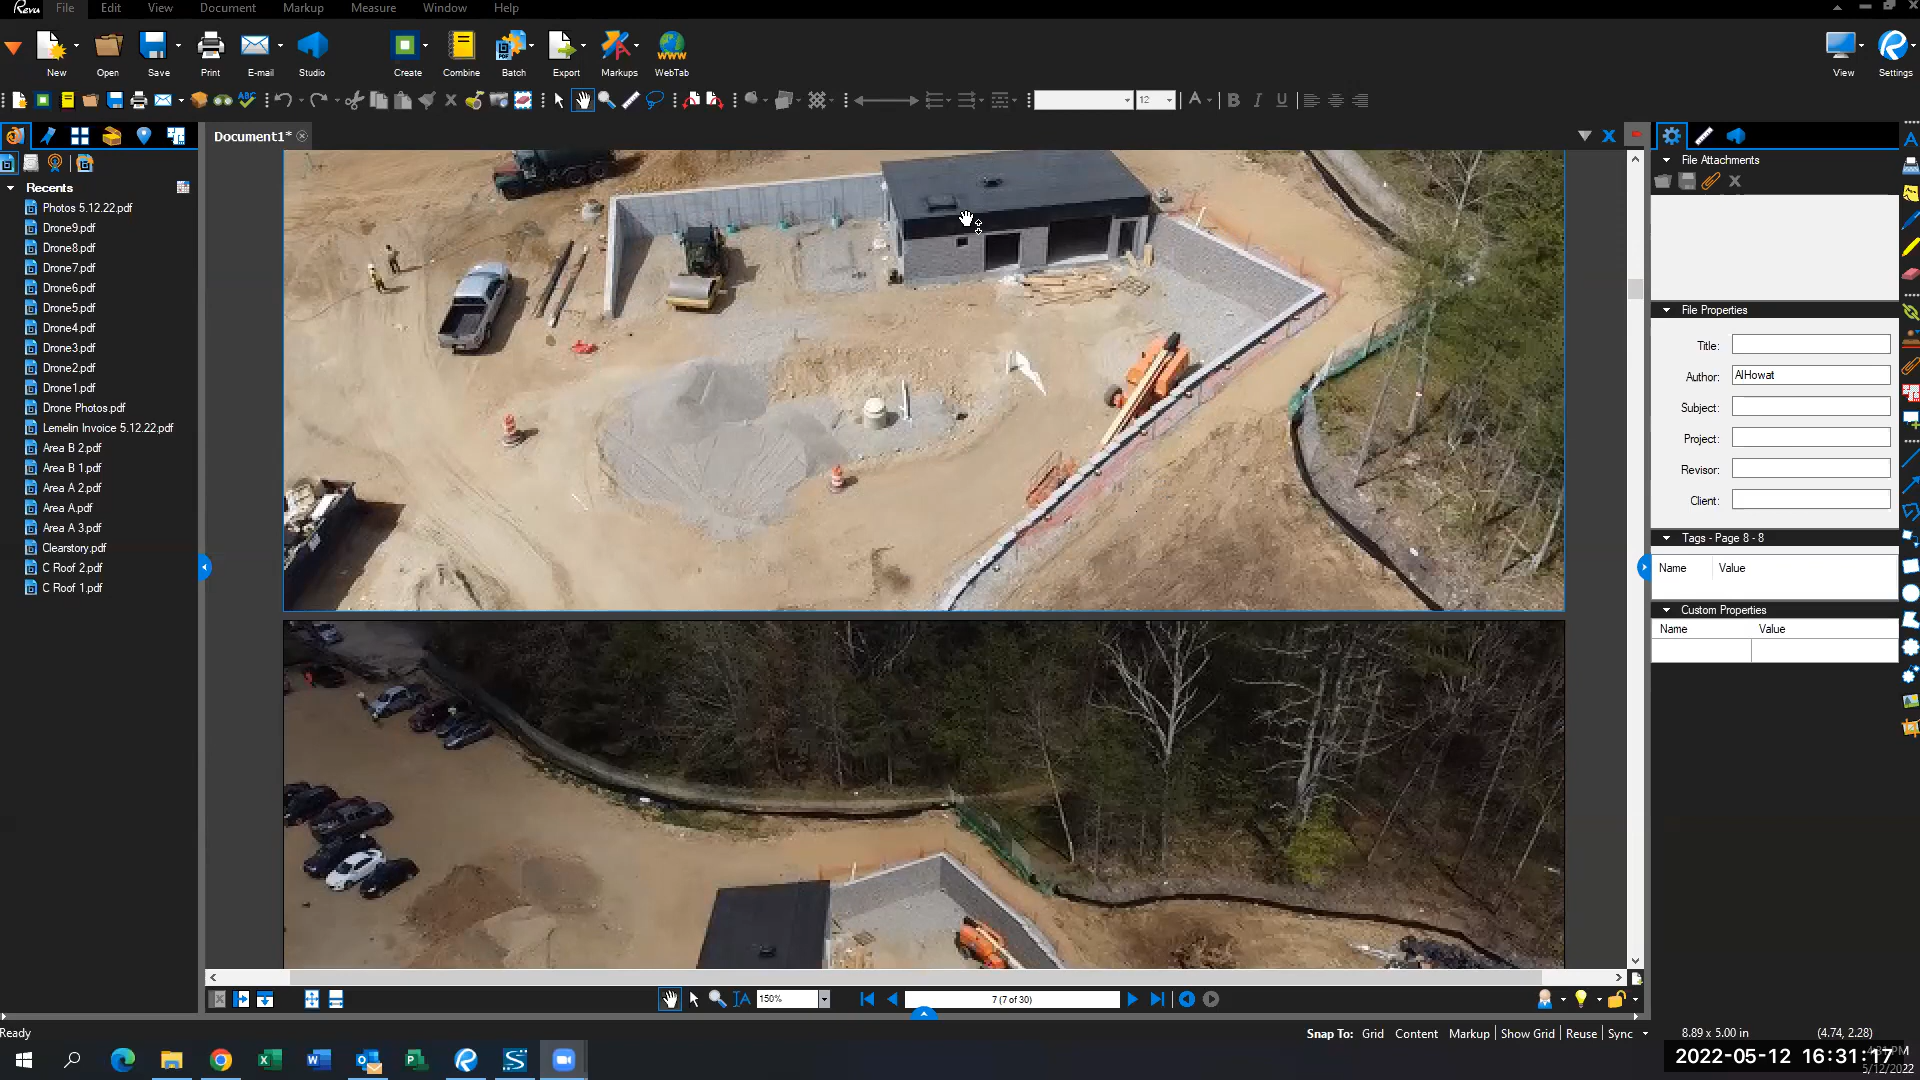 Revu File Edit View Document Markup Measure Window Help
New Open Save Print E-mail Studio Create Combine Batch Export Markups WebTab View Settings
WWW
ABC
12 A B I U
Document1*
File Attachments
Recents
Photos 5.12.22.pdf
Drone9.pdf
Drone8.pdf
Drone7.pdf
Drone6.pdf
Drone5.pdf
Drone4.pdf
Drone3.pdf
Drone2.pdf
Drone1.pdf
Drone Photos.pdf
Lemelin Invoice 5.12.22.pdf
Area B 2.pdf
Area B 1.pdf
Area A 2.pdf
Area A.pdf
Area A 3.pdf
Clearstory.pdf
C Roof 2.pdf
C Roof 1.pdf
File Properties
Title:
Author: AlHowat
Subject:
Project:
Revisor:
Client:
Tags - Page 8 - 8
Name Value
Custom Properties
Name Value
150% 7 (7 of 30)
Ready
Snap To: Grid Content Markup Show Grid Reuse Sync 8.89 x 5.00 in (4.74, 2.28)
2022-05-12 16:31:17
5/12/2022